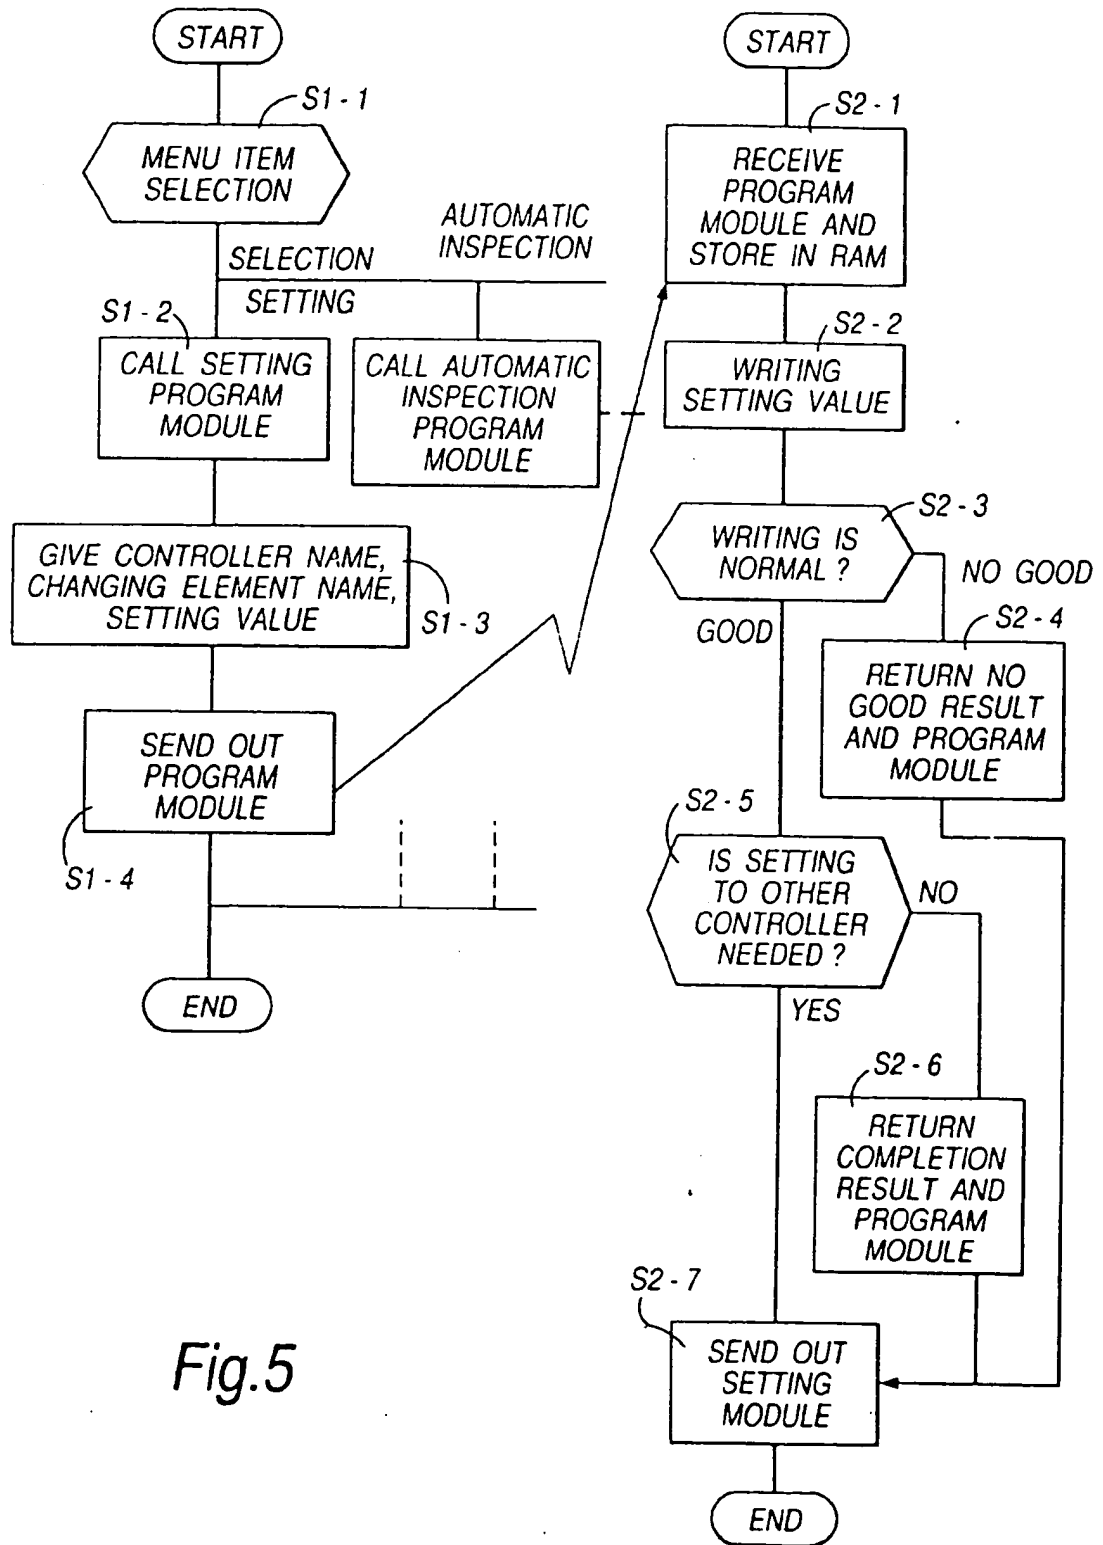 START
S1 - 1
MENU ITEM
SELECTION
AUTOMATIC
INSPECTION
SELECTION
SETTING
S1 - 2
CALL SETTING
PROGRAM
MODULE
CALL AUTOMATIC
INSPECTION
PROGRAM
MODULE
GIVE CONTROLLER NAME,
CHANGING ELEMENT NAME,
SETTING VALUE
S1 - 3
SEND OUT
PROGRAM
MODULE
S1 - 4
END
START
S2 - 1
RECEIVE
PROGRAM
MODULE AND
STORE IN RAM
S2 - 2
WRITING
SETTING VALUE
S2 - 3
WRITING IS
NORMAL ?
NO GOOD
GOOD
S2 - 4
RETURN NO
GOOD RESULT
AND PROGRAM
MODULE
S2 - 5
IS SETTING
TO OTHER
CONTROLLER
NEEDED ?
NO
YES
S2 - 6
RETURN
COMPLETION
RESULT AND
PROGRAM
MODULE
S2 - 7
SEND OUT
SETTING
MODULE
END
Fig.5